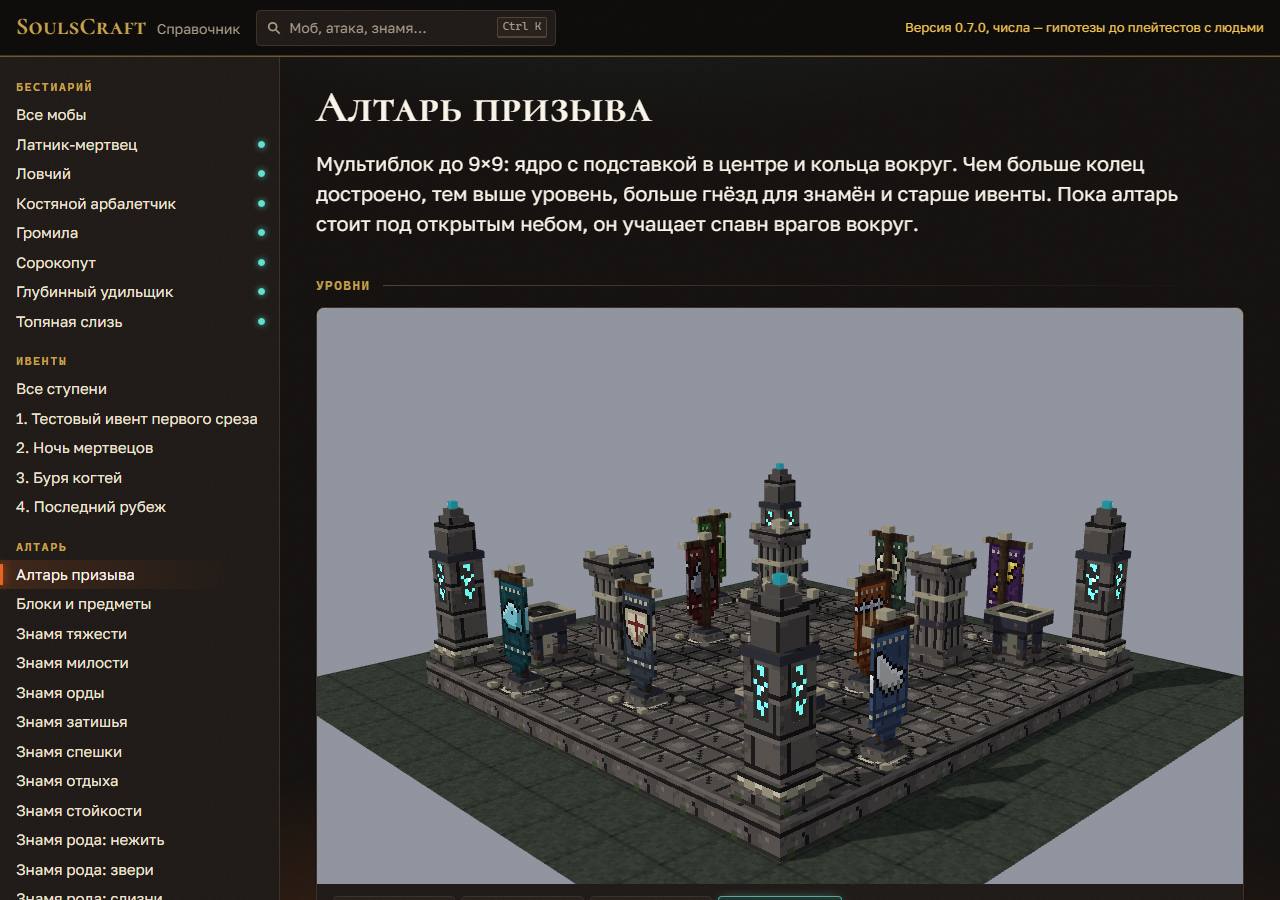 SoulsCraft Справочник
Моб, атака, знамя...
Ctrl K
Версия 0.7.0, числа — гипотезы до плейтестов с людьми
БЕСТИАРИЙ
Все мобы
Латник-мертвец
Ловчий
Костяной арбалетчик
Громила
Сорокопут
Глубинный удильщик
Топяная слизь
ИВЕНТЫ
Все ступени
1. Тестовый ивент первого среза
2. Ночь мертвецов
3. Буря когтей
4. Последний рубеж
АЛТАРЬ
Алтарь призыва
Блоки и предметы
Знамя тяжести
Знамя милости
Знамя орды
Знамя затишья
Знамя спешки
Знамя отдыха
Знамя стойкости
Знамя рода: нежить
Знамя рода: звери
Знамя рода: слизни
Алтарь призыва
Мультиблок до 9×9: ядро с подставкой в центре и кольца вокруг. Чем больше колец
достроено, тем выше уровень, больше гнёзд для знамён и старше ивенты. Пока алтарь
стоит под открытым небом, он учащает спавн врагов вокруг.
УРОВНИ